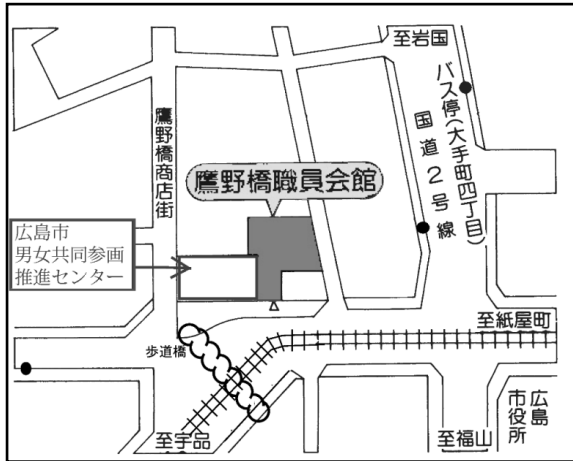 至岩国
バス停(大手町四丁目)
国道2号線
鷹野橋商店街
鷹野橋職員会館
広島市
男女共同参画
推進センター
至紙屋町
歩道橋
広島
市役所
至宇品
至福山